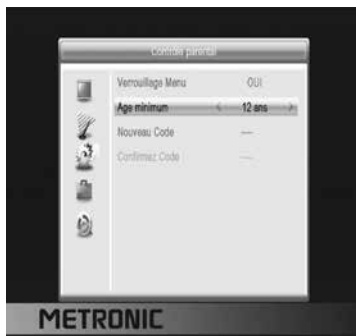 Contrôle parental
Verrouillage Menu OUI
Age minimum < 12 ans >
Nouveau Code ----
Confirmez Code ----
METRONIC